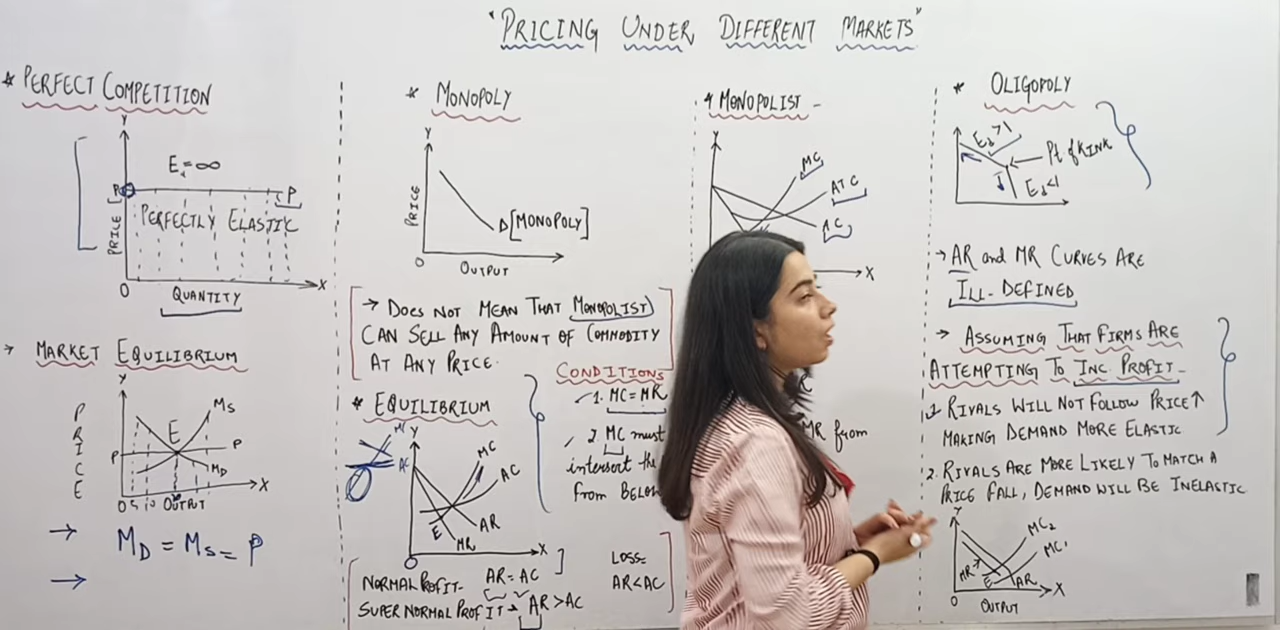 "PRICING UNDER DIFFERENT MARKETS"
* PERFECT COMPETITION
Y
Ed=∞
P
P
PERFECTLY ELASTIC
PRICE
O
X
QUANTITY
→ MARKET EQUILIBRIUM
Y
PRICE
MS
E
P
P
MD
X
O 5 10 OUTPUT
→ MD = MS = P
→
* MONOPOLY
Y
PRICE
D [MONOPOLY]
O
OUTPUT
→ DOES NOT MEAN THAT MONOPOLIST
CAN SELL ANY AMOUNT OF COMMODITY
AT ANY PRICE.
* EQUILIBRIUM
Y
MC
AC
MC
AC
E
AR
MR
X
O
CONDITIONS
1. MC = MR
2. MC must
intersect the
from BELOW
NORMAL PROFIT- AR = AC
SUPER NORMAL PROFIT → AR > AC
LOSS=
AR < AC
* MONOPOLIST -
Y
MC
ATC
AC
X
MR from
* OLIGOPOLY
Ed>1
Pt of KINK
Ed<1
→ AR and MR CURVES ARE
ILL-DEFINED
→ ASSUMING THAT FIRMS ARE
ATTEMPTING TO INC. PROFIT-
1 RIVALS WILL NOT FOLLOW PRICE↑
MAKING DEMAND MORE ELASTIC
2. RIVALS ARE MORE LIKELY TO MATCH A
PRICE FALL, DEMAND WILL BE INELASTIC
Y
MC2
MC1
MR
E
AR
X
O
OUTPUT